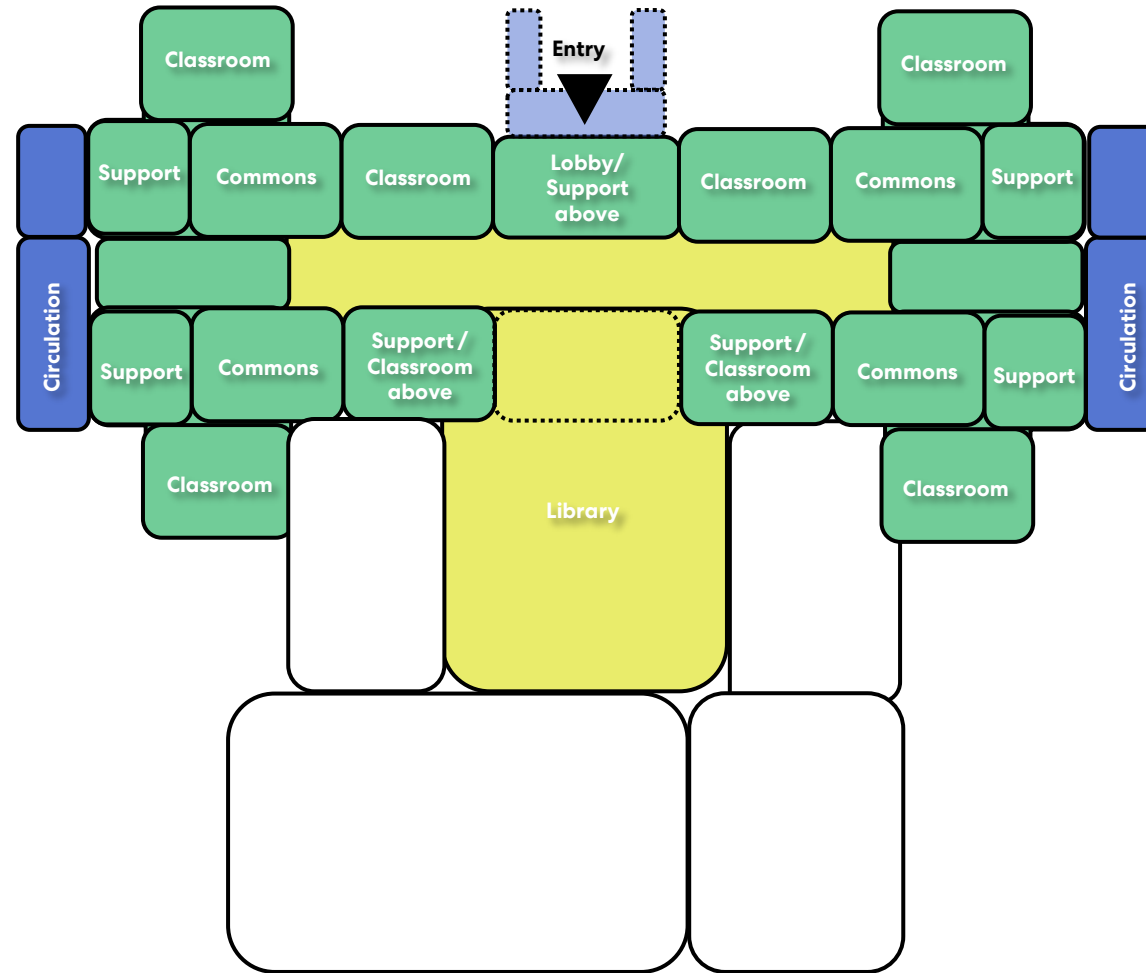 Entry
Classroom
Classroom
Support
Commons
Classroom
Lobby/
Support
above
Classroom
Commons
Support
Circulation
Circulation
Support
Commons
Support /
Classroom
above
Support /
Classroom
above
Commons
Support
Classroom
Library
Classroom